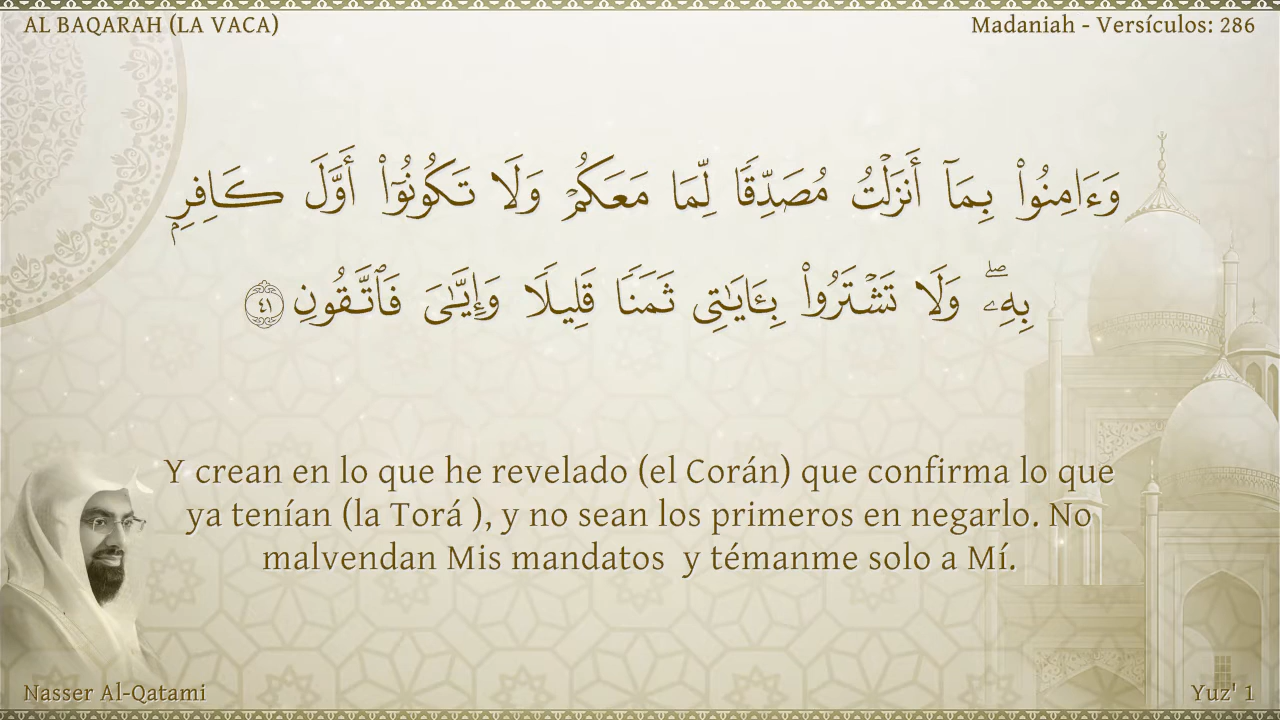 AL BAQARAH (LA VACA)
Madaniah - Versículos: 286
وَءَامِنُوا۟ بِمَآ أَنزَلْتُ مُصَدِّقًا لِّمَا مَعَكُمْ وَلَا تَكُونُوٓا۟ أَوَّلَ كَافِرٍۭ
بِهِۦ ۖ وَلَا تَشْتَرُوا۟ بِـَٔايَـٰتِى ثَمَنًا قَلِيلًا وَإِيَّـٰىَ فَٱتَّقُونِ ٤١
Y crean en lo que he revelado (el Corán) que confirma lo que
ya tenían (la Torá ), y no sean los primeros en negarlo. No
malvendan Mis mandatos  y témanme solo a Mí.
Nasser Al-Qatami
Yuz' 1